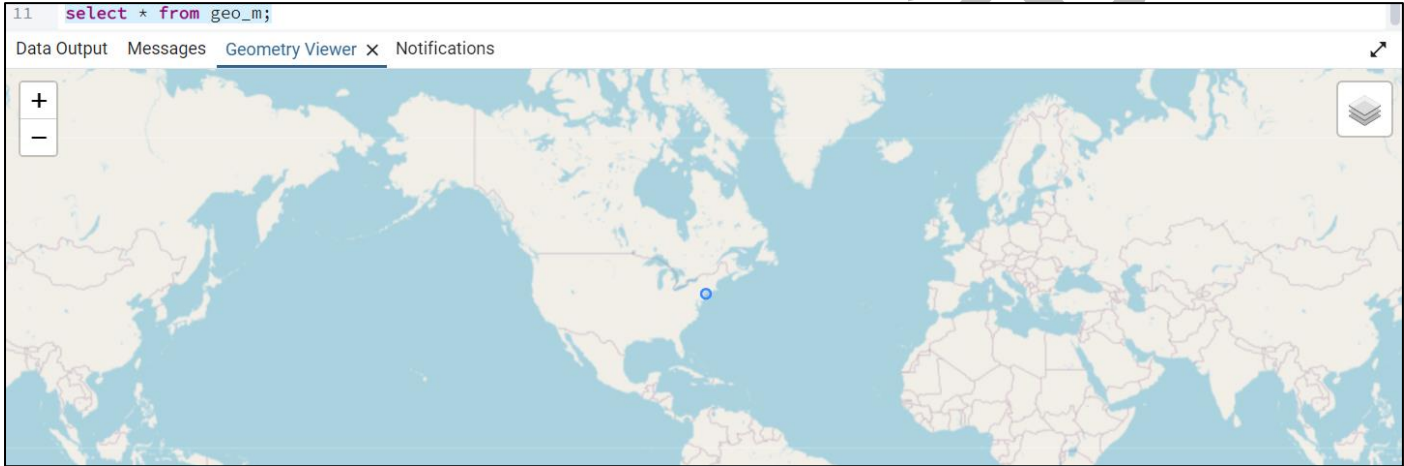 11 select * from geo_m;
Data Output Messages Geometry Viewer × Notifications
+
−